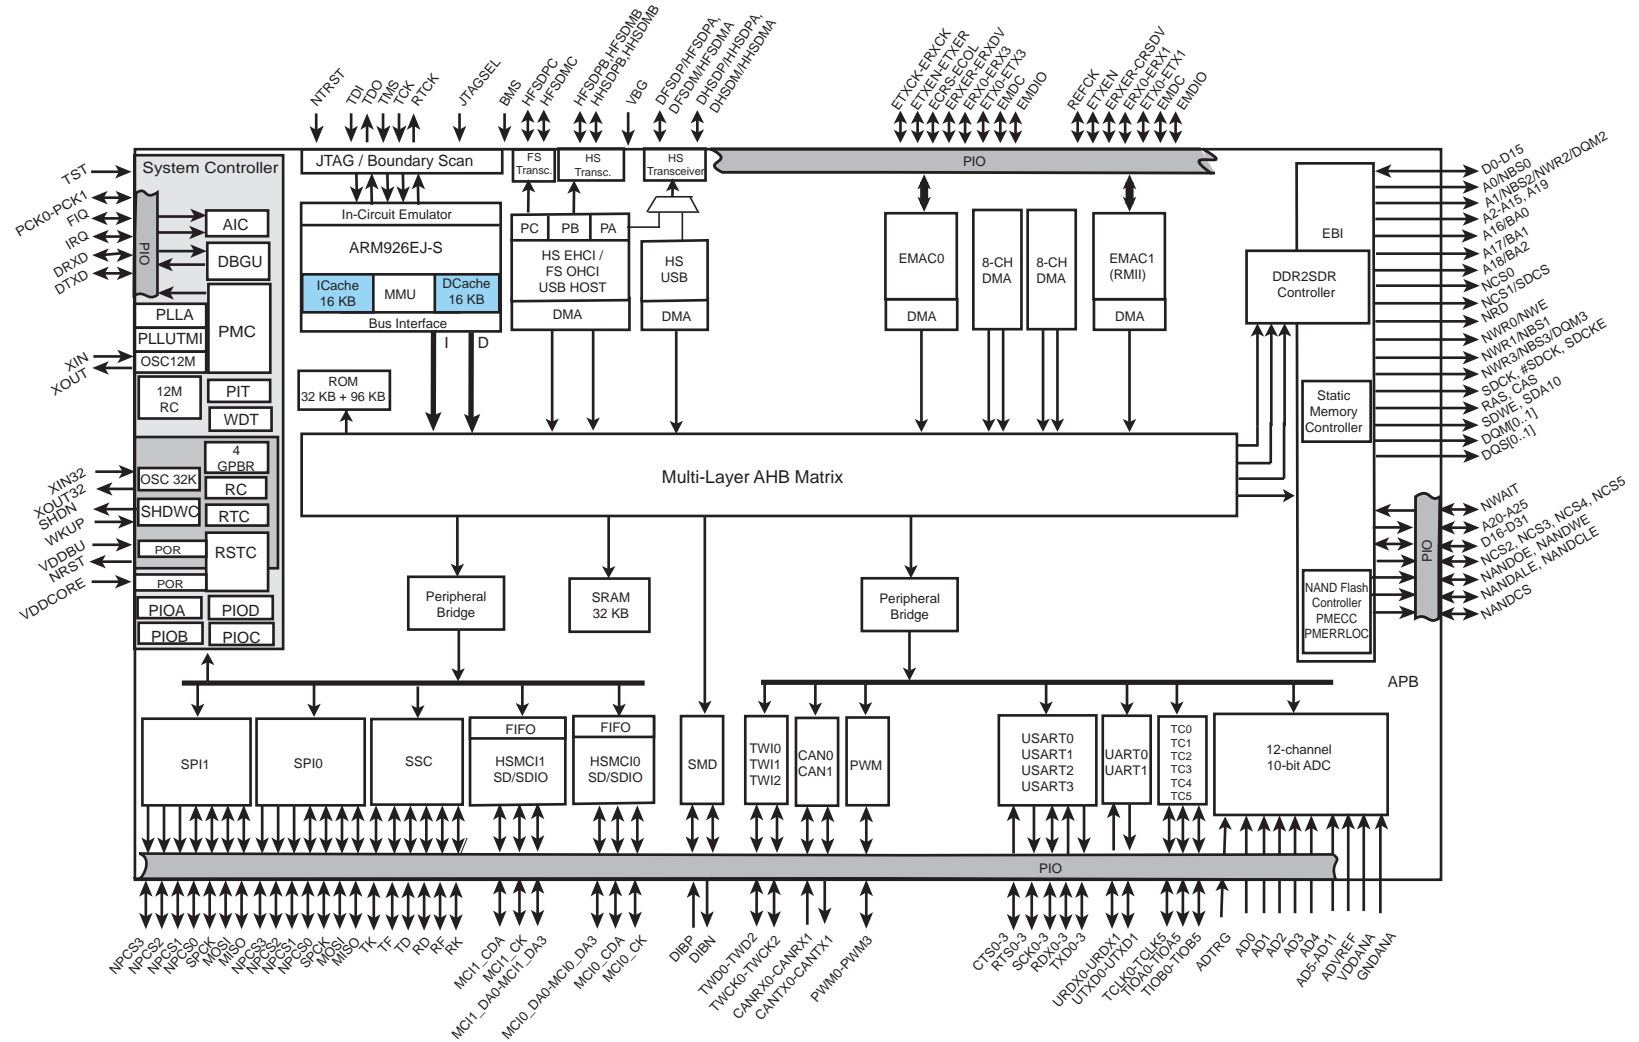 NTRST
TDI
TDO
TMS
TCK
RTCK
JTAGSEL
BMS
HFSDPC
HFSDMC
HFSDPB,HFSDMB
HHSDPB,HHSDMB
VBG
DFSDP/HFSDPA,
DFSDM/HFSDMA
DHSDP/HHSDPA,
DHSDM/HHSDMA
ETXCK-ERXCK
ETXEN-ETXER
ECRS-ECOL
ERXER-ERXDV
ERX0-ERX3
ETX0-ETX3
EMDC
EMDIO
REFCK
ETXEN
ERXER-CRSDV
ERX0-ERX1
ETX0-ETX1
EMDC
EMDIO
TST
PCK0-PCK1
FIQ
IRQ
DRXD
DTXD
XIN
XOUT
XIN32
XOUT32
SHDN
WKUP
VDDBU
NRST
VDDCORE
System Controller
PIO
AIC
DBGU
PLLA
PLLUTMI
OSC12M
PMC
12M
RC
PIT
WDT
4
GPBR
OSC 32K
RC
SHDWC
RTC
POR
RSTC
POR
PIOA
PIOD
PIOB
PIOC
JTAG / Boundary Scan
In-Circuit Emulator
ARM926EJ-S
ICache
16 KB
MMU
DCache
16 KB
Bus Interface
I
D
ROM
32 KB + 96 KB
FS
Transc.
HS
Transc.
HS
Transceiver
PC
PB
PA
HS EHCI /
FS OHCI
USB HOST
DMA
HS
USB
DMA
PIO
EMAC0
DMA
8-CH
DMA
8-CH
DMA
EMAC1
(RMII)
DMA
EBI
DDR2SDR
Controller
Static
Memory
Controller
NAND Flash
Controller
PMECC
PMERRLOC
PIO
D0-D15
A0/NBS0
A1/NBS2/NWR2/DQM2
A2-A15, A19
A16/BA0
A17/BA1
A18/BA2
NCS0
NCS1/SDCS
NRD
NWR0/NWE
NWR1/NBS1
NWR3/NBS3/DQM3
SDCK, #SDCK, SDCKE
RAS, CAS
SDWE, SDA10
DQM[0..1]
DQS[0..1]
NWAIT
A20-A25
D16-D31
NCS2, NCS3, NCS4, NCS5
NANDOE, NANDWE
NANDALE, NANDCLE
NANDCS
Multi-Layer AHB Matrix
Peripheral
Bridge
SRAM
32 KB
Peripheral
Bridge
APB
SPI1
SPI0
SSC
FIFO
HSMCI1
SD/SDIO
FIFO
HSMCI0
SD/SDIO
SMD
TWI0
TWI1
TWI2
CAN0
CAN1
PWM
USART0
USART1
USART2
USART3
UART0
UART1
TC0
TC1
TC2
TC3
TC4
TC5
12-channel
10-bit ADC
PIO
NPCS3
NPCS2
NPCS1
NPCS0
SPCK
MOSI
MISO
NPCS3
NPCS2
NPCS1
NPCS0
SPCK
MOSI
MISO
TK
TF
TD
RD
RF
RK
MCI1_CDA
MCI1_CK
MCI1_DA0-MCI1_DA3
MCI0_DA0-MCI0_DA3
MCI0_CDA
MCI0_CK
DIBP
DIBN
TWD0-TWD2
TWCK0-TWCK2
CANRX0-CANRX1
CANTX0-CANTX1
PWM0-PWM3
CTS0-3
RTS0-3
SCK0-3
RDX0-3
TXD0-3
URDX0-URDX1
UTXD0-UTXD1
TCLK0-TCLK5
TIOA0-TIOA5
TIOB0-TIOB5
ADTRG
AD0
AD1
AD2
AD3
AD4
AD5-AD11
ADVREF
VDDANA
GNDANA